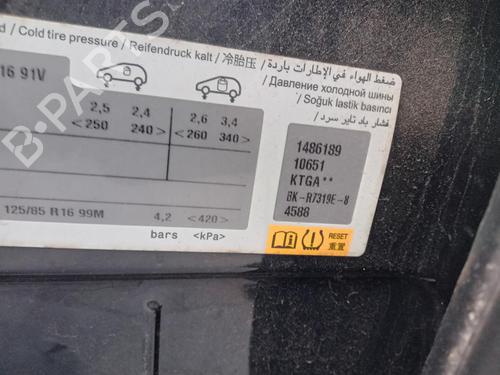 / Cold tire pressure / Reifendruck kalt / 冷胎压 /
ضغط الهواء في الإطارات باردة /
/ Давление холодной шины
/ Soğuk lastik basıncı
/ فشار باد تایر سرد
16 91V
2,5 2,4 2,6 3,4
<250 240> <260 340>
1486189
10651
KTGA**
BK-R7319E-8
4588
125/85 R16 99M 4,2 <420>
bars <kPa>
RESET
重置
B-PARTS